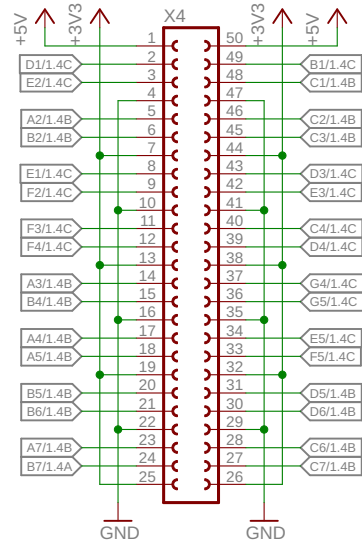 +5V +3V3 X4 +3V3 +5V
1 50
D1/1.4C 2 49 B1/1.4C
E2/1.4C 3 48 C1/1.4B
4 47
A2/1.4B 5 46 C2/1.4B
B2/1.4B 6 45 C3/1.4B
7 44
E1/1.4C 8 43 D3/1.4C
F2/1.4C 9 42 E3/1.4C
10 41
F3/1.4C 11 40 C4/1.4C
F4/1.4C 12 39 D4/1.4C
13 38
A3/1.4B 14 37 G4/1.4C
B4/1.4B 15 36 G5/1.4C
16 35
A4/1.4B 17 34 E5/1.4C
A5/1.4B 18 33 F5/1.4C
19 32
B5/1.4B 20 31 D5/1.4B
B6/1.4B 21 30 D6/1.4B
22 29
A7/1.4B 23 28 C6/1.4B
B7/1.4A 24 27 C7/1.4B
25 26
GND GND